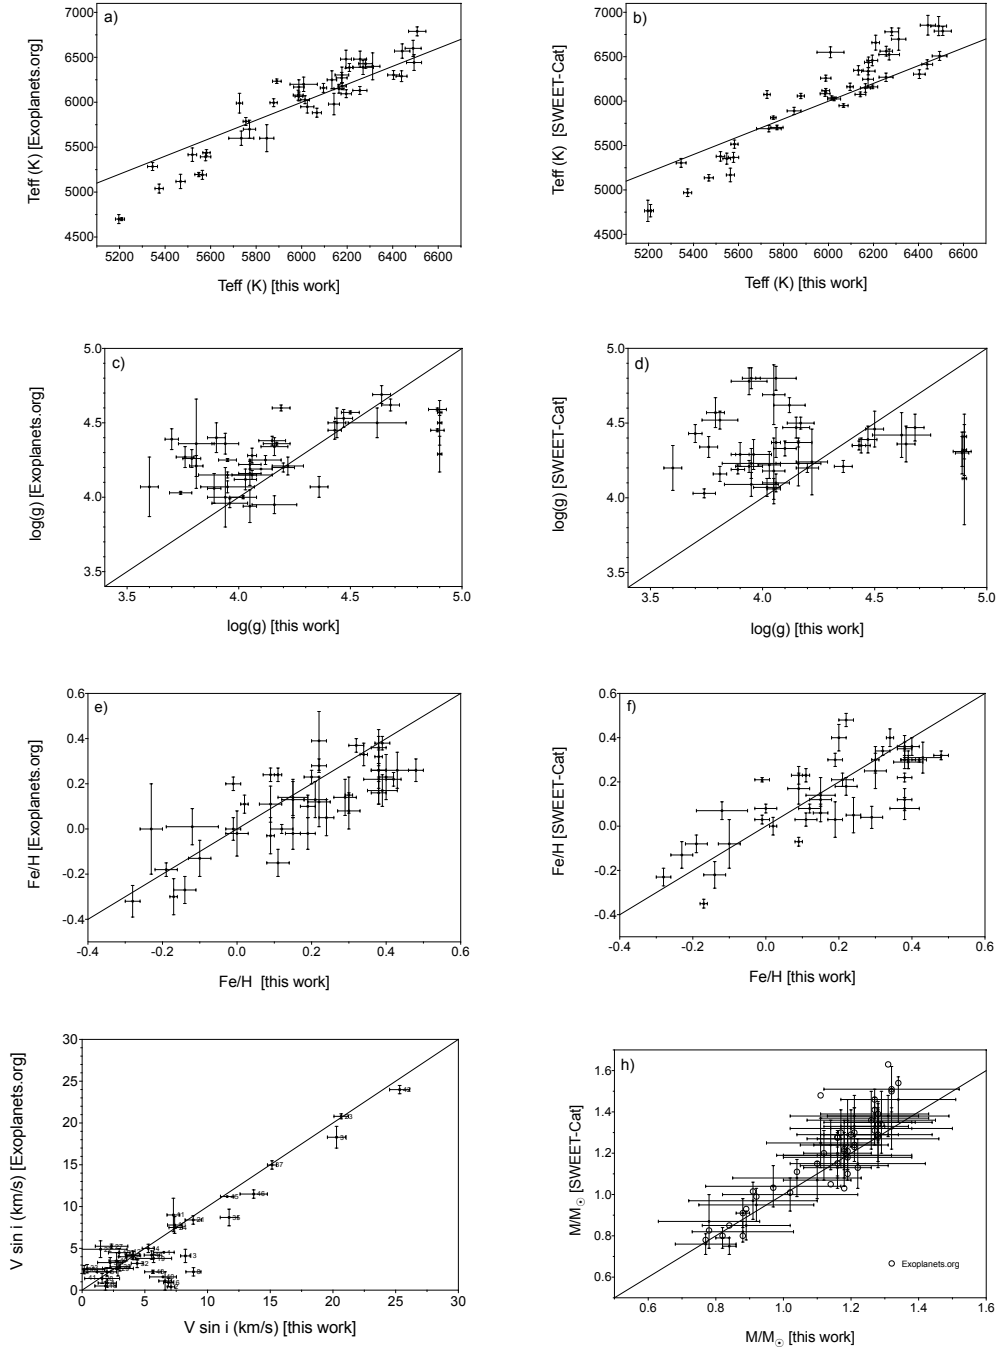 a)
7000
6500
6000
5500
5000
4500
Teff (K) [Exoplanets.org]
5200 5400 5600 5800 6000 6200 6400 6600
Teff (K) [this work]
b)
7000
6500
6000
5500
5000
4500
Teff (K) [SWEET-Cat]
5200 5400 5600 5800 6000 6200 6400 6600
Teff (K) [this work]
c)
5.0
4.5
4.0
3.5
log(g) [Exoplanets.org]
3.5 4.0 4.5 5.0
log(g) [this work]
d)
5.0
4.5
4.0
3.5
log(g) [SWEET-Cat]
3.5 4.0 4.5 5.0
log(g) [this work]
e)
0.6
0.4
0.2
0.0
-0.2
-0.4
Fe/H [Exoplanets.org]
-0.4 -0.2 0.0 0.2 0.4 0.6
Fe/H [this work]
f)
0.6
0.4
0.2
0.0
-0.2
-0.4
Fe/H [SWEET-Cat]
-0.4 -0.2 0.0 0.2 0.4 0.6
Fe/H [this work]
30
25
20
15
10
5
0
V sin i (km/s) [Exoplanets.org]
0 5 10 15 20 25 30
V sin i (km/s) [this work]
h)
1.6
1.4
1.2
1.0
0.8
0.6
M/M☉ [SWEET-Cat]
Exoplanets.org
0.6 0.8 1.0 1.2 1.4 1.6
M/M☉ [this work]